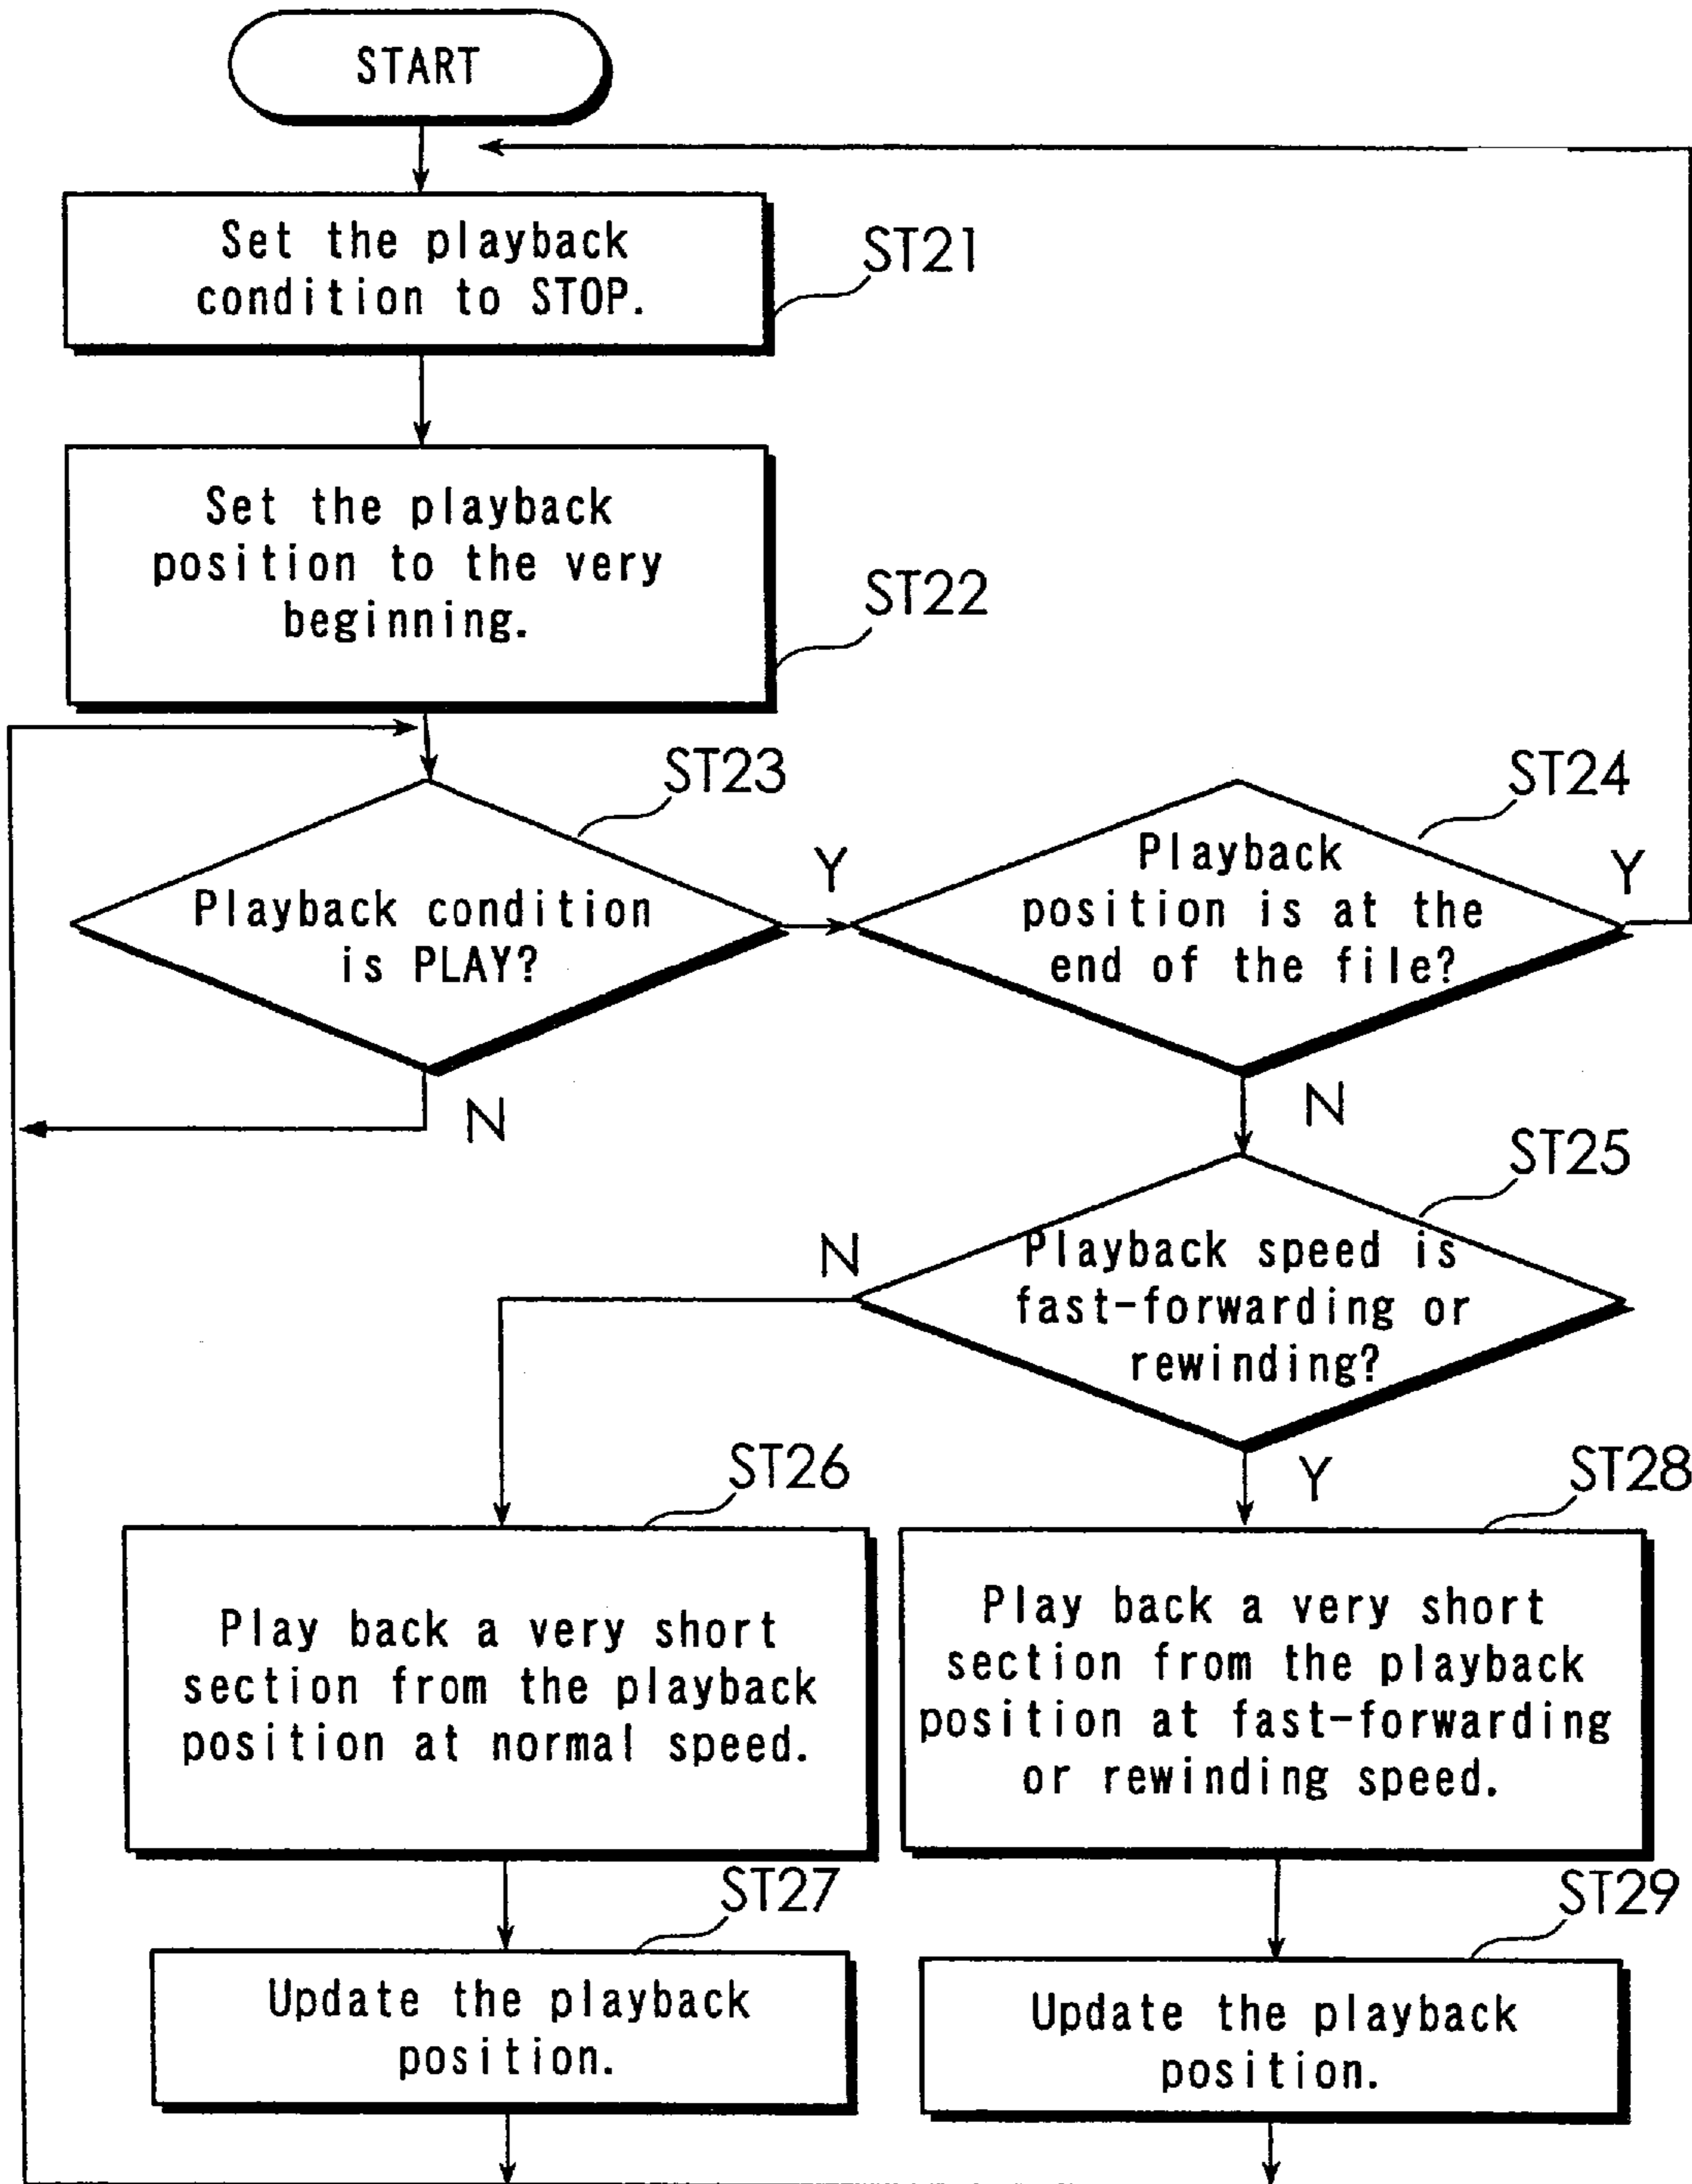 START
Set the playback
condition to STOP.
ST21
Set the playback
position to the very
beginning.
ST22
ST23
Playback condition
is PLAY?
Y
N
ST24
Playback
position is at the
end of the file?
Y
N
ST25
Playback speed is
fast-forwarding or
rewinding?
N
Y
ST26
Play back a very short
section from the playback
position at normal speed.
ST28
Play back a very short
section from the playback
position at fast-forwarding
or rewinding speed.
ST27
Update the playback
position.
ST29
Update the playback
position.